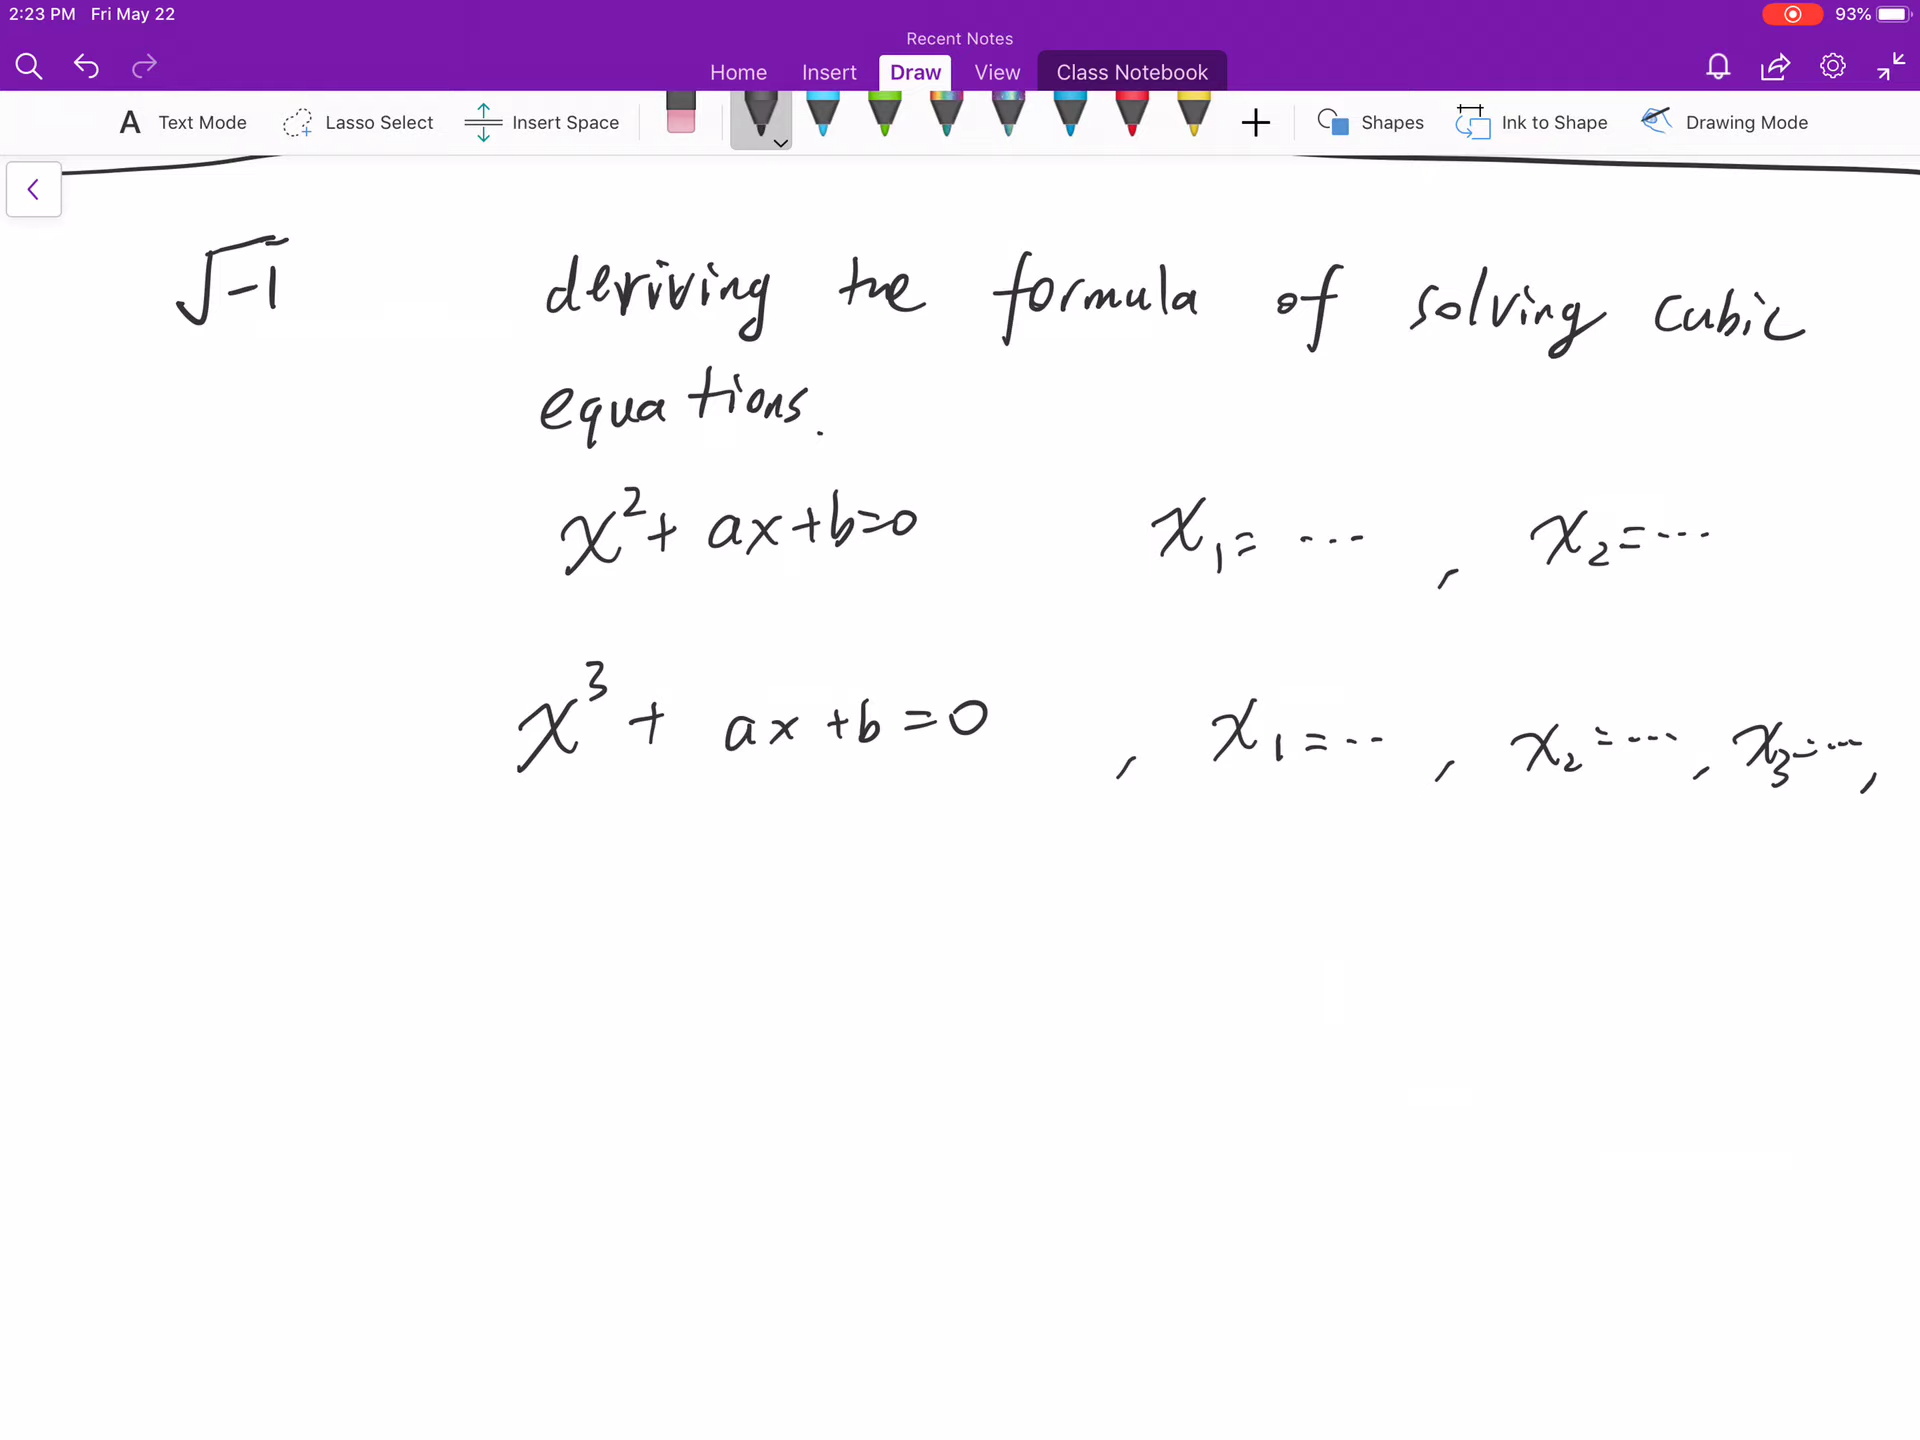 2:23 PM Fri May 22 93%
Recent Notes
Home Insert Draw View Class Notebook
A Text Mode Lasso Select Insert Space Shapes Ink to Shape Drawing Mode
√-1 deriving the formula of solving cubic
equations.
x² + ax+b=0 x₁= ... , x₂=...
x³ + ax+b=0 , x₁=.. , x₂=... , x₃=...,